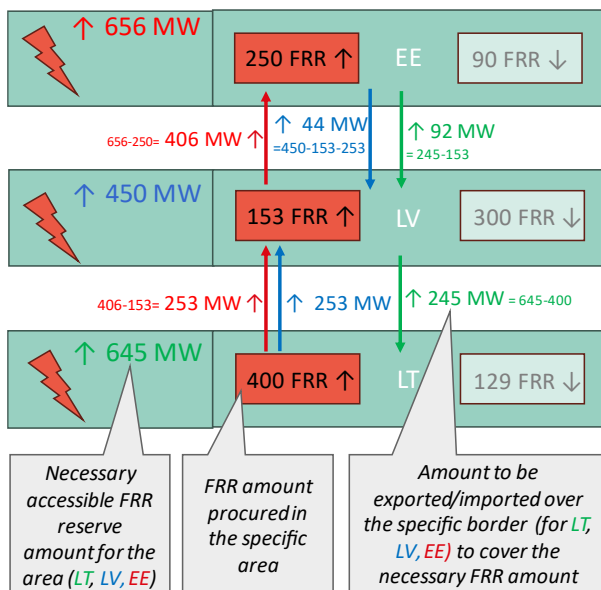 ↑ 656 MW
250 FRR ↑
EE
90 FRR ↓
656-250= 406 MW ↑
↑ 44 MW
=450-153-253
↑ 92 MW
= 245-153
↑ 450 MW
153 FRR ↑
LV
300 FRR ↓
406-153= 253 MW ↑
↑ 253 MW
↑ 245 MW = 645-400
↑ 645 MW
400 FRR ↑
LT
129 FRR ↓
Necessary
accessible FRR
reserve
amount for the
area (LT, LV, EE)
FRR amount
procured in
the specific
area
Amount to be
exported/imported over
the specific border (for LT,
LV, EE) to cover the
necessary FRR amount